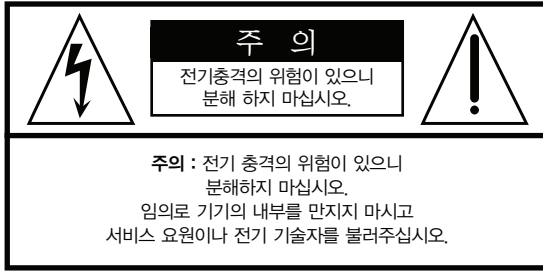 주 의
전기충격의 위험이 있으니
분해 하지 마십시오.
주의 : 전기 충격의 위험이 있으니
분해하지 마십시오.
임의로 기기의 내부를 만지지 마시고
서비스 요원이나 전기 기술자를 불러주십시오.